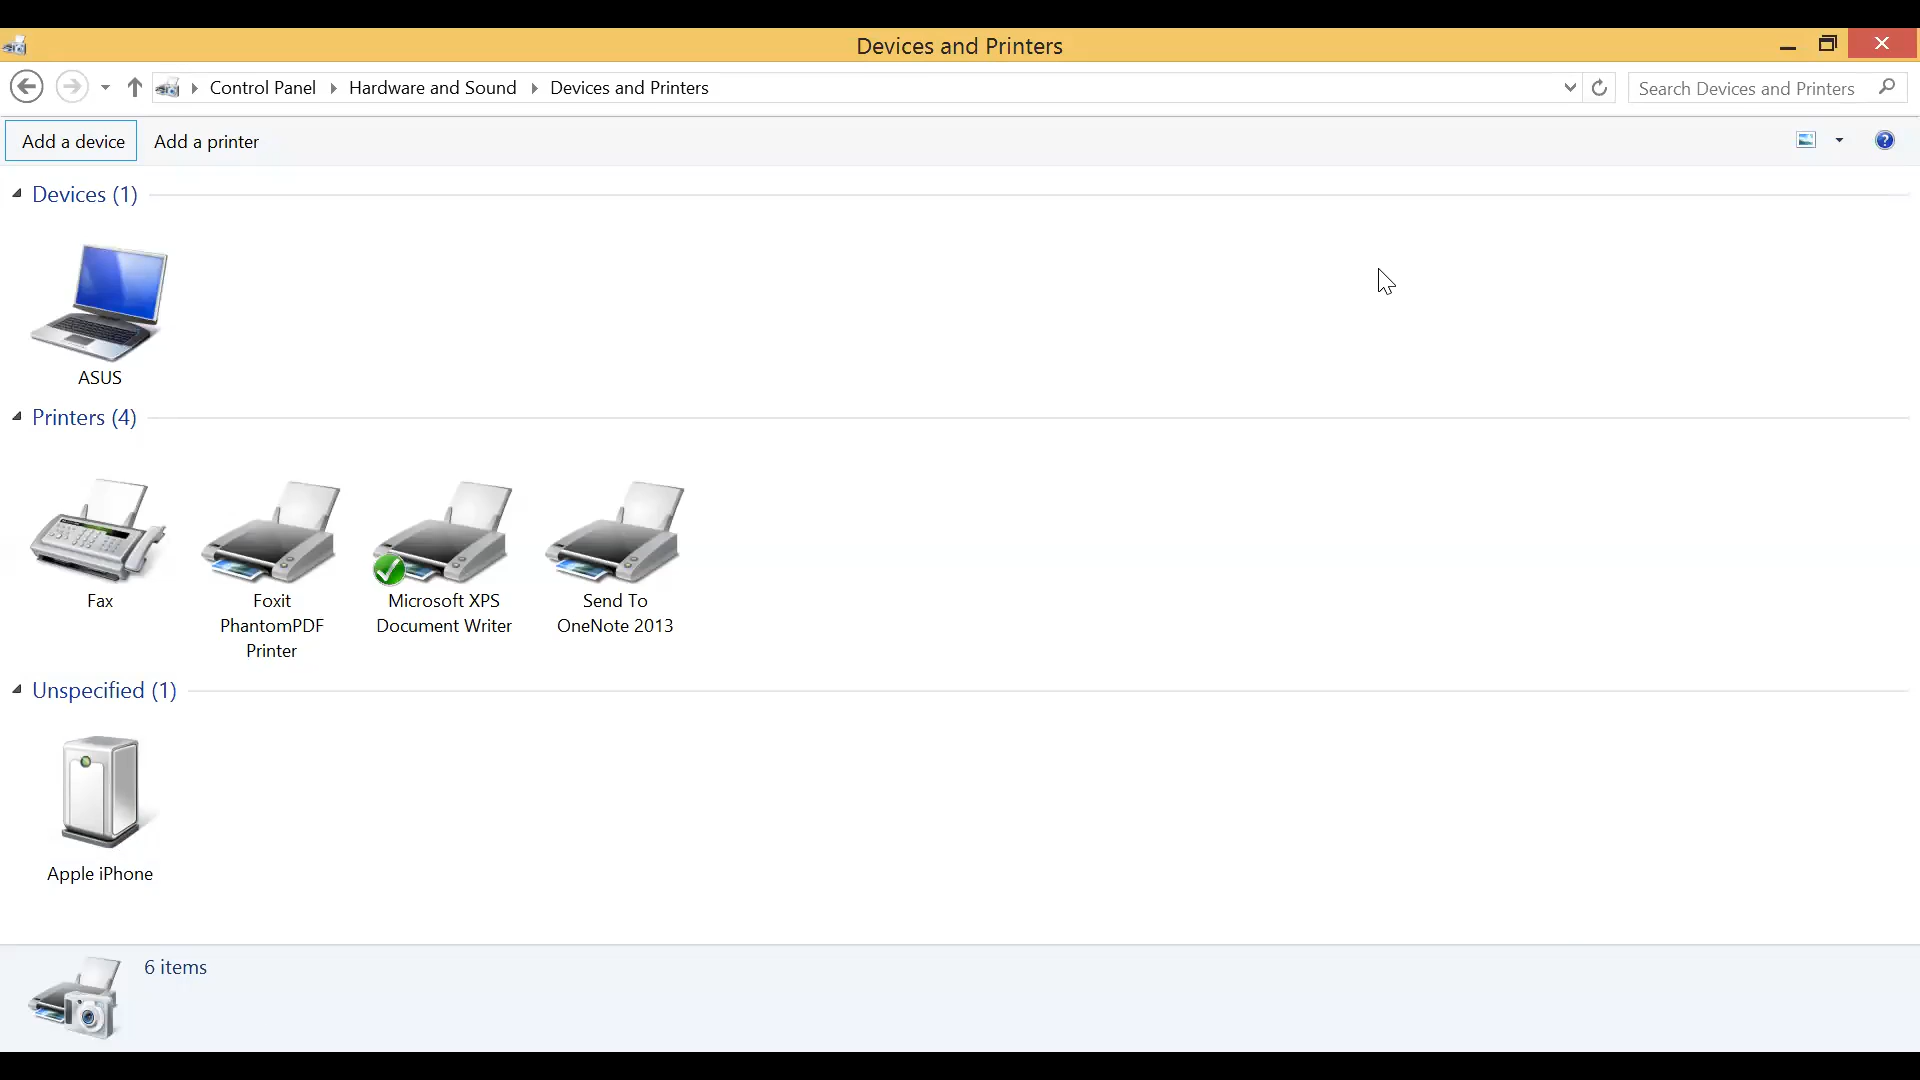 Devices and Printers
Control Panel Hardware and Sound Devices and Printers
Search Devices and Printers
Add a device Add a printer
Devices (1)
ASUS
Printers (4)
Fax
Foxit
PhantomPDF
Printer
Microsoft XPS
Document Writer
Send To
OneNote 2013
Unspecified (1)
Apple iPhone
6 items